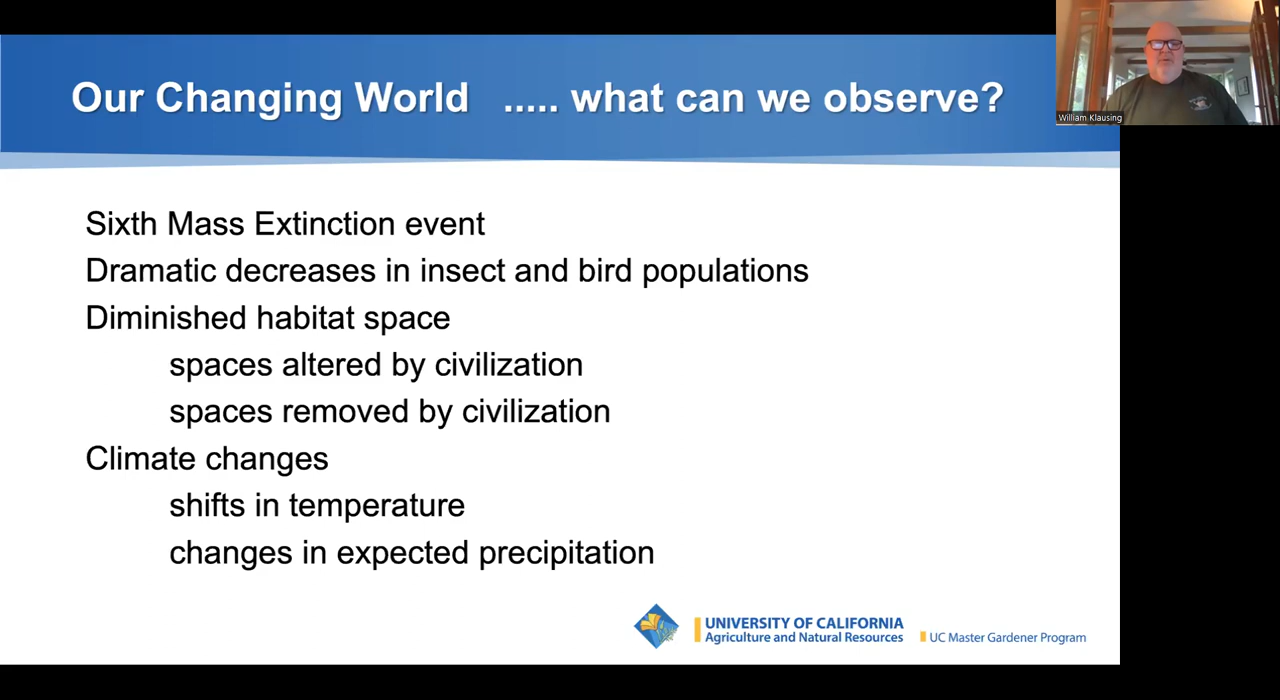 Our Changing World ..... what can we observe?
William Klausing
Sixth Mass Extinction event
Dramatic decreases in insect and bird populations
Diminished habitat space
spaces altered by civilization
spaces removed by civilization
Climate changes
shifts in temperature
changes in expected precipitation
UNIVERSITY OF CALIFORNIA
Agriculture and Natural Resources
UC Master Gardener Program